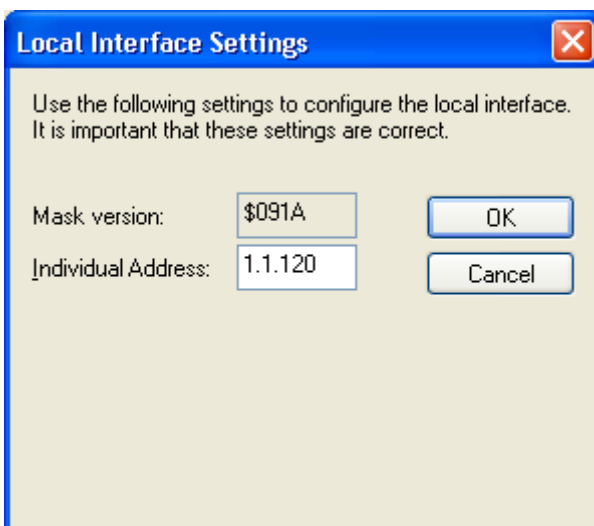 Local Interface Settings
Use the following settings to configure the local interface.
It is important that these settings are correct.
Mask version: $091A OK
Individual Address: 1.1.120 Cancel